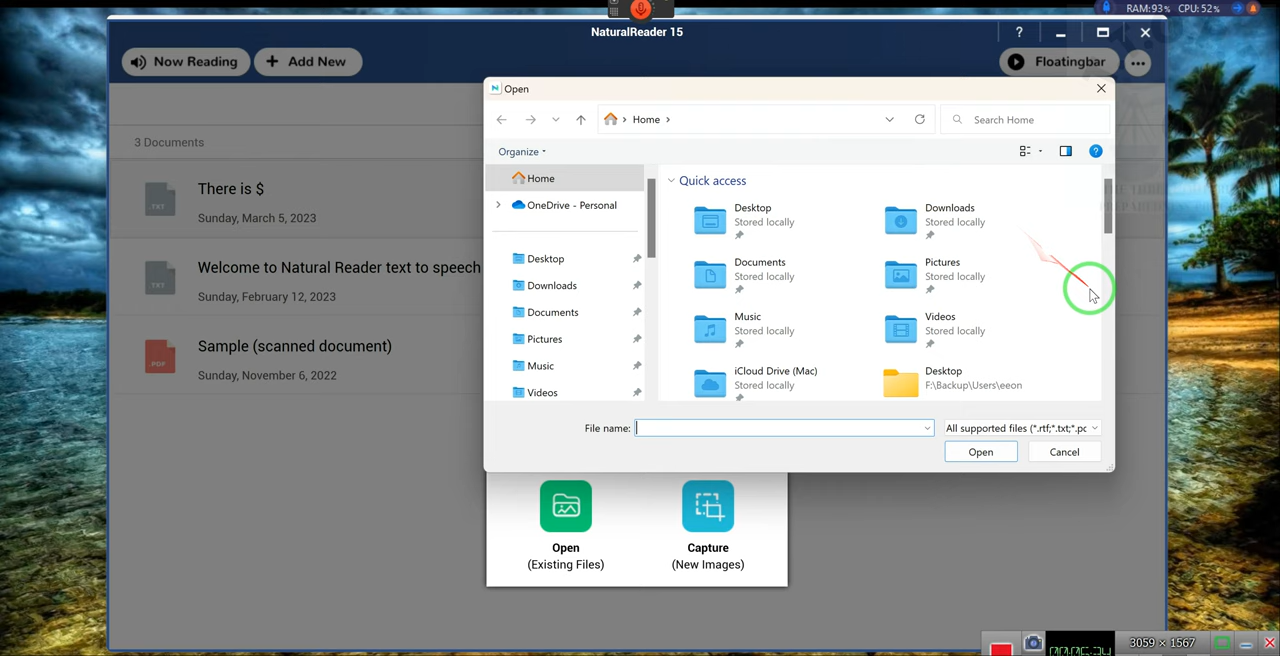 RAM:93% CPU:52%
NaturalReader 15
Now Reading
Add New
Floatingbar
3 Documents
TXT
There is $
Sunday, March 5, 2023
TXT
Welcome to Natural Reader text to speech
Sunday, February 12, 2023
PDF
Sample (scanned document)
Sunday, November 6, 2022
Open
Home
Search Home
Organize
Home
OneDrive - Personal
Desktop
Downloads
Documents
Pictures
Music
Videos
Quick access
Desktop
Stored locally
Downloads
Stored locally
Documents
Stored locally
Pictures
Stored locally
Music
Stored locally
Videos
Stored locally
iCloud Drive (Mac)
Stored locally
Desktop
F:\Backup\Users\eeon
File name:
All supported files (*.rtf;*.txt;*.pc
Open
Cancel
Open
(Existing Files)
Capture
(New Images)
3059 × 1567